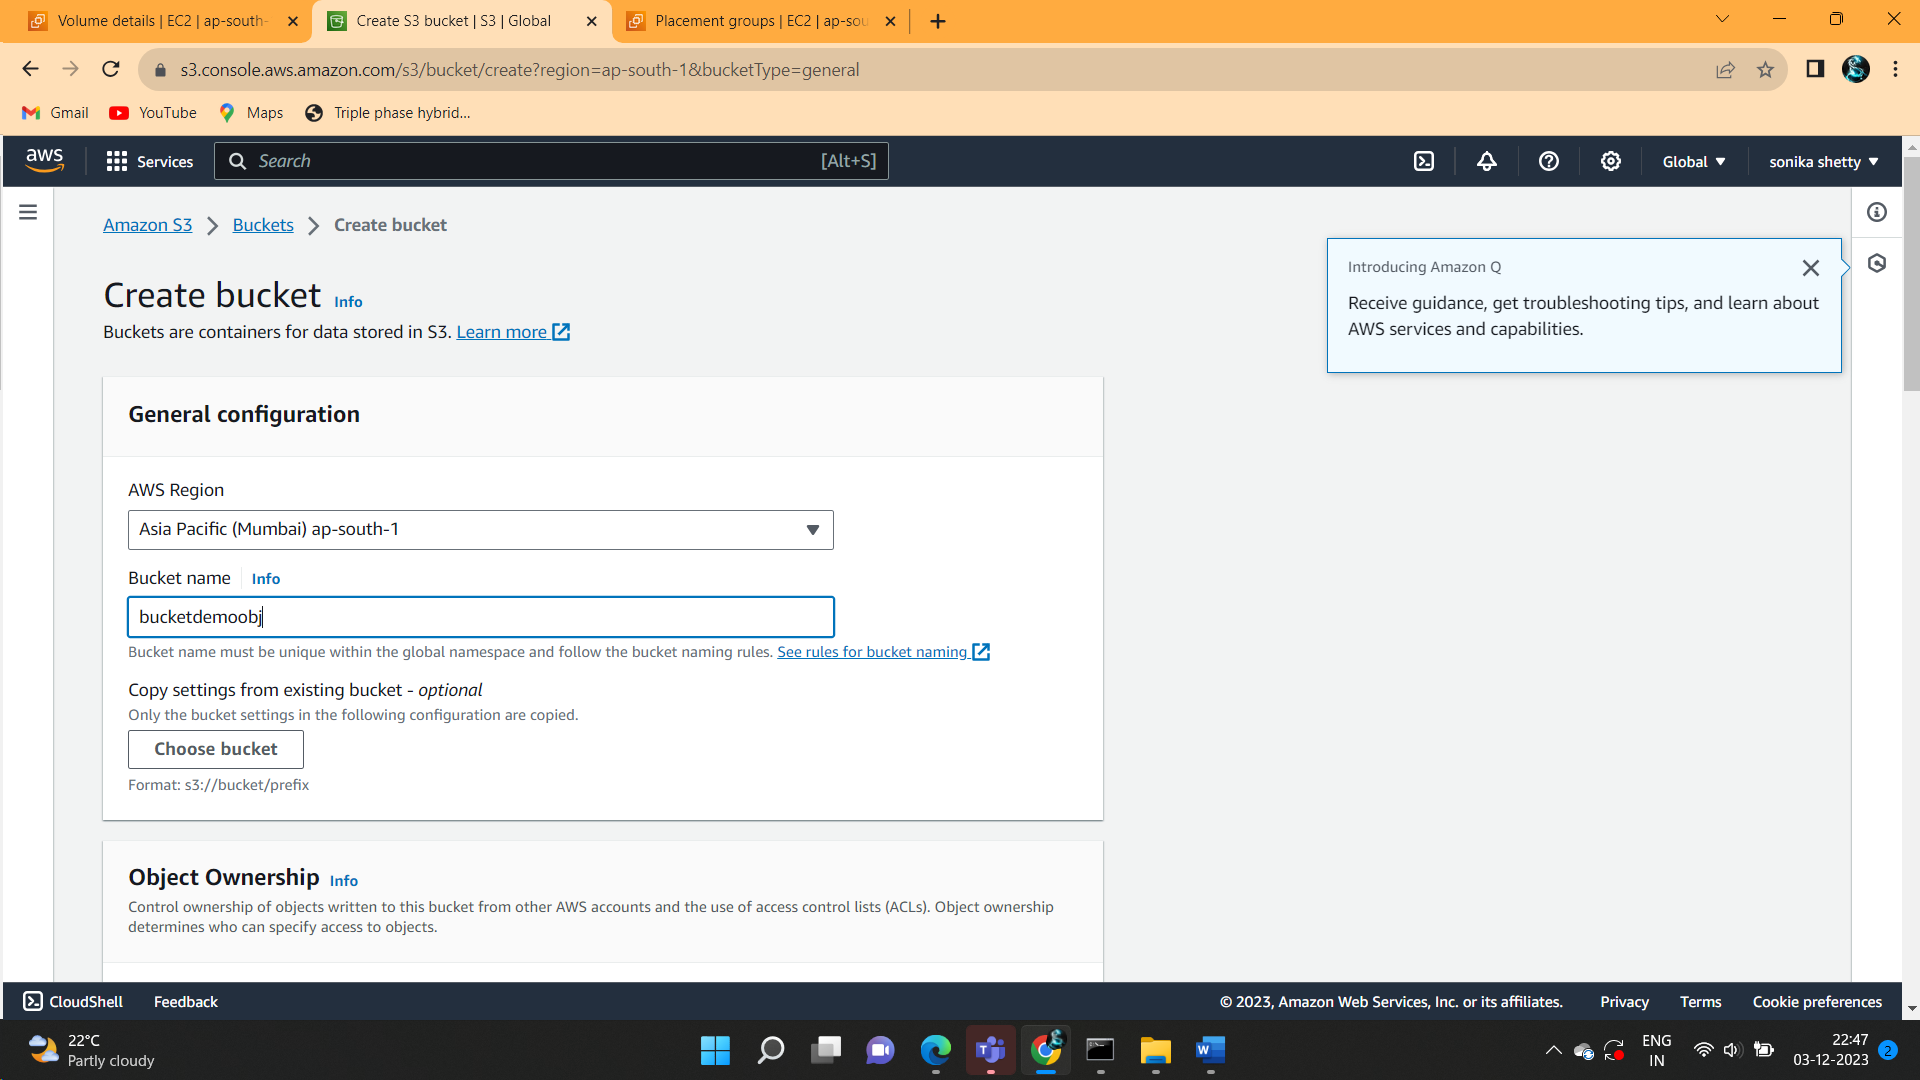 Volume details | EC2 | ap-south-
Create S3 bucket | S3 | Global
Placement groups | EC2 | ap-sou
s3.console.aws.amazon.com/s3/bucket/create?region=ap-south-1&bucketType=general
Gmail
YouTube
Maps
Triple phase hybrid...
aws
Services
Search
[Alt+S]
Global
sonika shetty
Amazon S3
Buckets
Create bucket
Introducing Amazon Q
Receive guidance, get troubleshooting tips, and learn about
AWS services and capabilities.
Create bucket Info
Buckets are containers for data stored in S3. Learn more
General configuration
AWS Region
Asia Pacific (Mumbai) ap-south-1
Bucket name Info
bucketdemoobj
Bucket name must be unique within the global namespace and follow the bucket naming rules. See rules for bucket naming
Copy settings from existing bucket - optional
Only the bucket settings in the following configuration are copied.
Choose bucket
Format: s3://bucket/prefix
Object Ownership Info
Control ownership of objects written to this bucket from other AWS accounts and the use of access control lists (ACLs). Object ownership
determines who can specify access to objects.
CloudShell
Feedback
© 2023, Amazon Web Services, Inc. or its affiliates.
Privacy
Terms
Cookie preferences
22°C
Partly cloudy
ENG
IN
22:47
03-12-2023
2